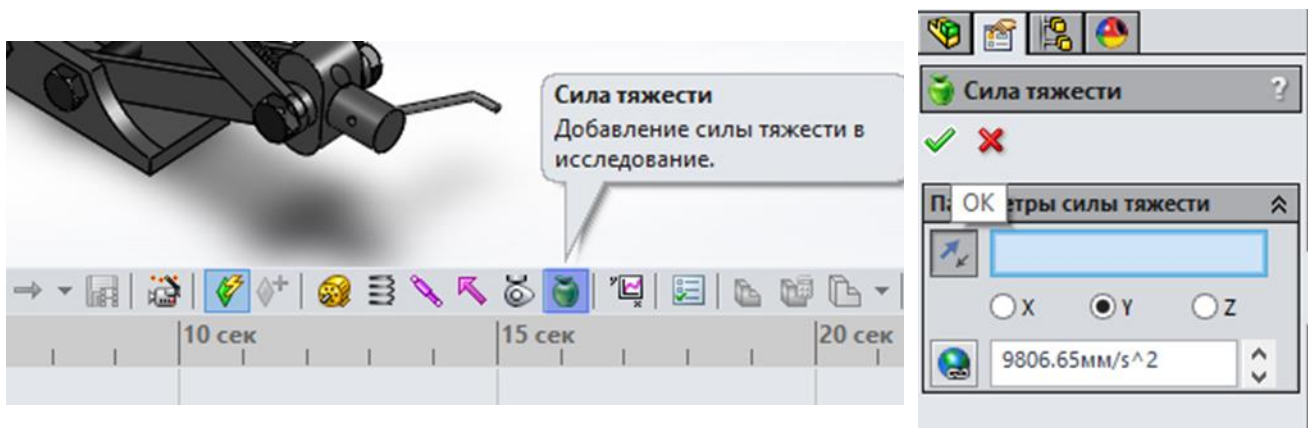 Сила тяжести
Добавление силы тяжести в
исследование.
10 сек
15 сек
20 сек
Сила тяжести
?
OK
етры силы тяжести
X
Y
Z
9806.65мм/s^2